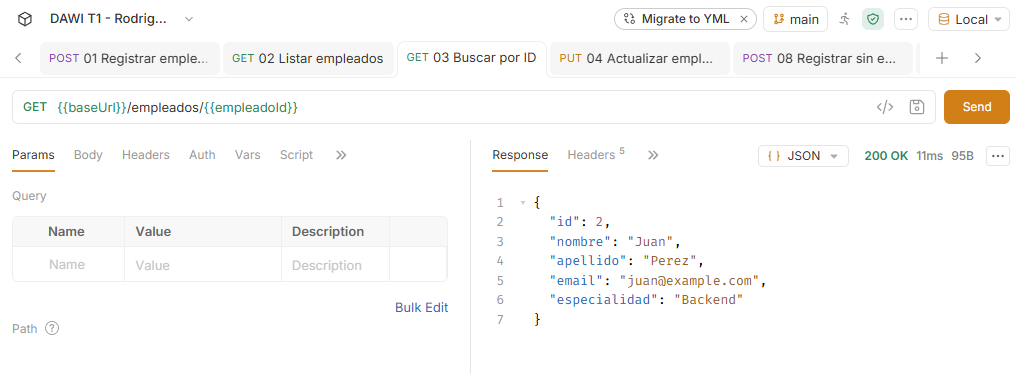 DAWI T1 - Rodrig...
Migrate to YML
main
Local
POST 01 Registrar emple...
GET 02 Listar empleados
GET 03 Buscar por ID
PUT 04 Actualizar empl...
POST 08 Registrar sin e...
GET {{baseUrl}}/empleados/{{empleadoId}}
Send
Params Body Headers Auth Vars Script
Response Headers 5
{ } JSON
200 OK 11ms 95B
Query
Name Value Description
Name Value Description
Bulk Edit
Path ?
1 {
2 "id": 2,
3 "nombre": "Juan",
4 "apellido": "Perez",
5 "email": "juan@example.com",
6 "especialidad": "Backend"
7 }